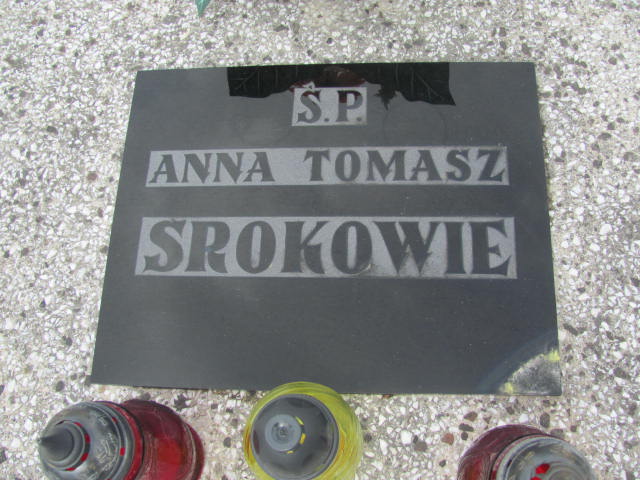 Ś.P.
ANNA TOMASZ
SROKOWIE